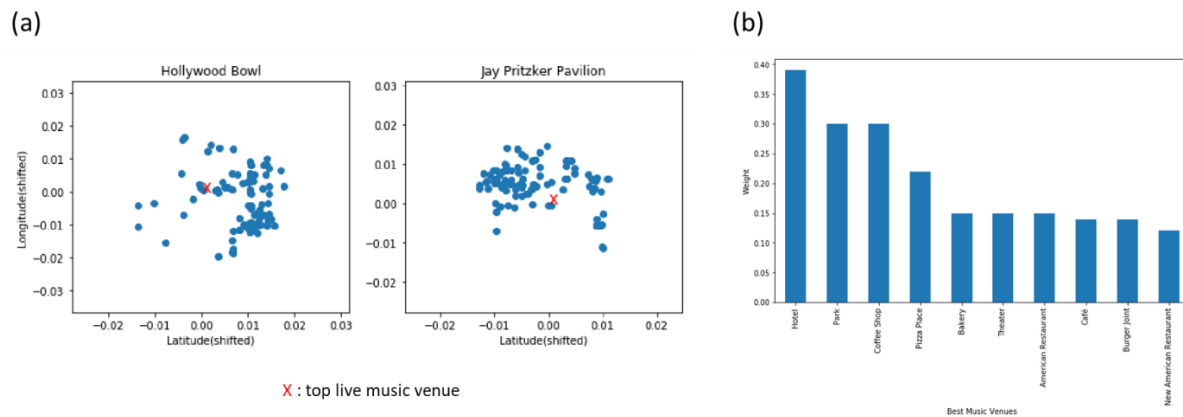 (a)
(b)
Hollywood Bowl
Jay Pritzker Pavilion
Longitude(shifted)
0.03
0.02
0.01
0.00
−0.01
−0.02
−0.03
−0.02
−0.01
0.00
0.01
0.02
0.03
Latitude(shifted)
0.03
0.02
0.01
0.00
−0.01
−0.02
−0.02
−0.01
0.00
0.01
0.02
Latitude(shifted)
X : top live music venue
Weight
0.40
0.35
0.30
0.25
0.20
0.15
0.10
0.05
0.00
Hotel
Park
Coffee Shop
Pizza Place
Bakery
Theater
American Restaurant
Café
Burger Joint
New American Restaurant
Best Music Venues